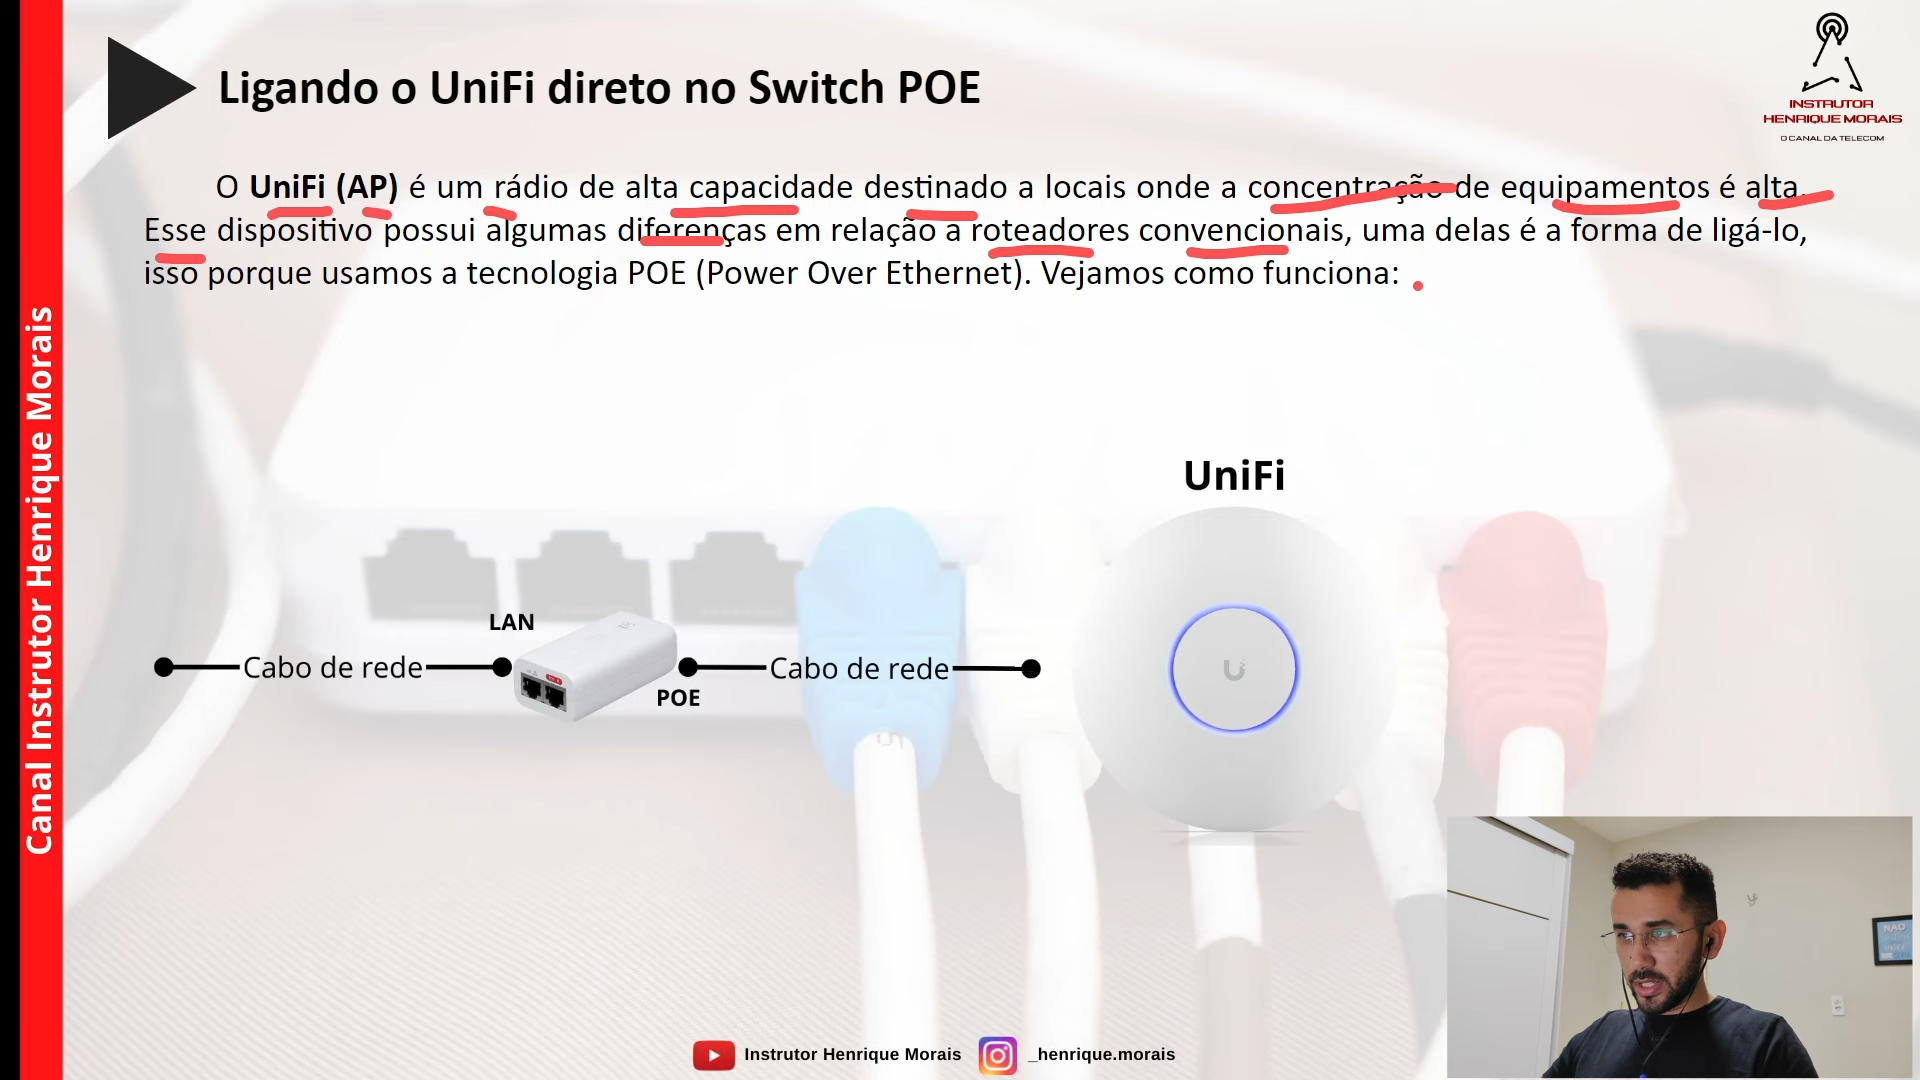 Ligando o UniFi direto no Switch POE
INSTRUTOR
HENRIQUE MORAIS
O CANAL DA TELECOM
O UniFi (AP) é um rádio de alta capacidade destinado a locais onde a concentração de equipamentos é alta.
Esse dispositivo possui algumas diferenças em relação a roteadores convencionais, uma delas é a forma de ligá-lo,
isso porque usamos a tecnologia POE (Power Over Ethernet). Vejamos como funciona:
Canal Instrutor Henrique Morais
UniFi
LAN
Cabo de rede
POE
Cabo de rede
NÃO
Instrutor Henrique Morais
_henrique.morais